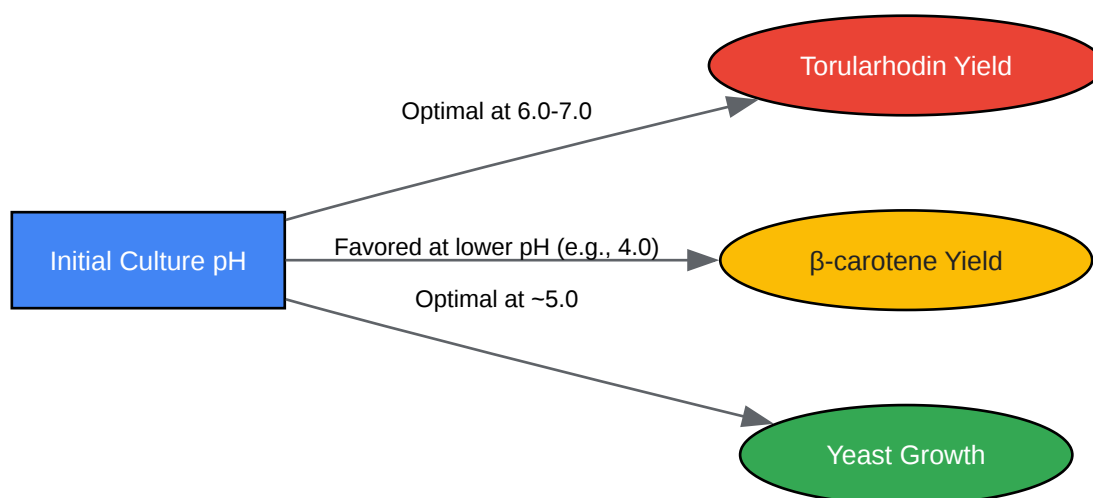 Torularhodin Yield
Optimal at 6.0-7.0
Initial Culture pH
Favored at lower pH (e.g., 4.0)
β-carotene Yield
Optimal at ~5.0
Yeast Growth